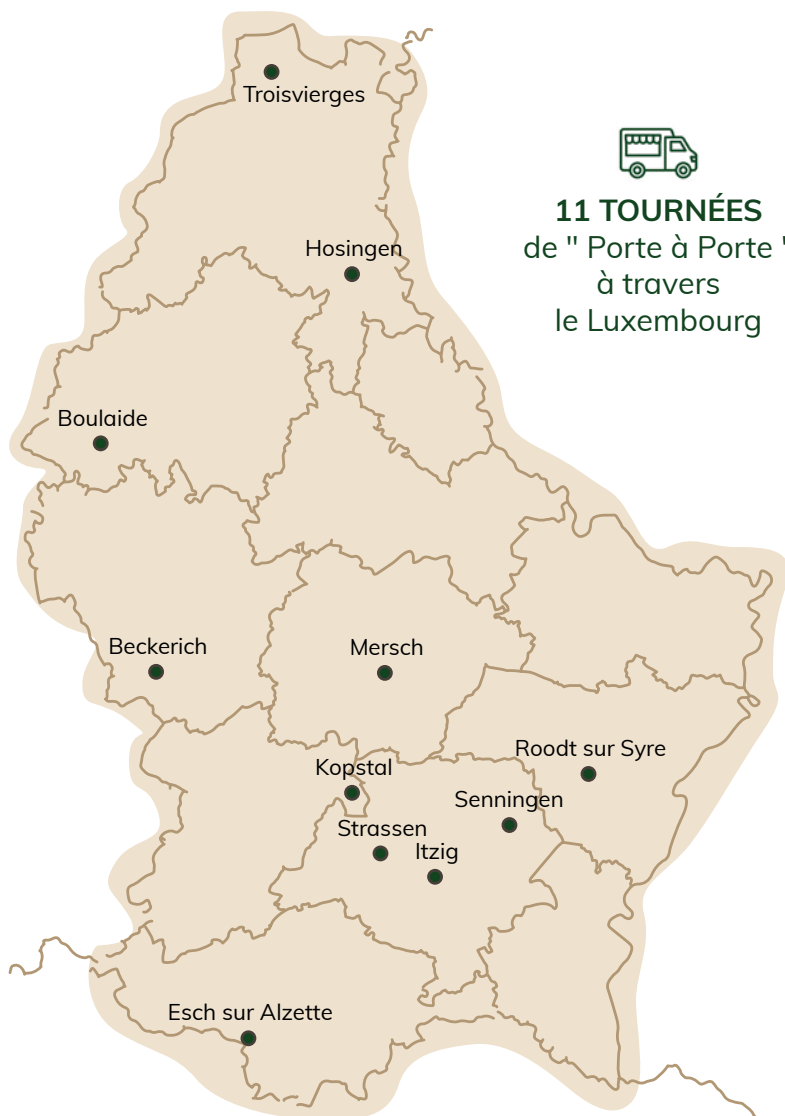 Troisvierges
11 TOURNÉES
de " Porte à Porte "
à travers
le Luxembourg
Hosingen
Boulaide
Beckerich
Mersch
Roodt sur Syre
Kopstal
Senningen
Strassen
Itzig
Esch sur Alzette